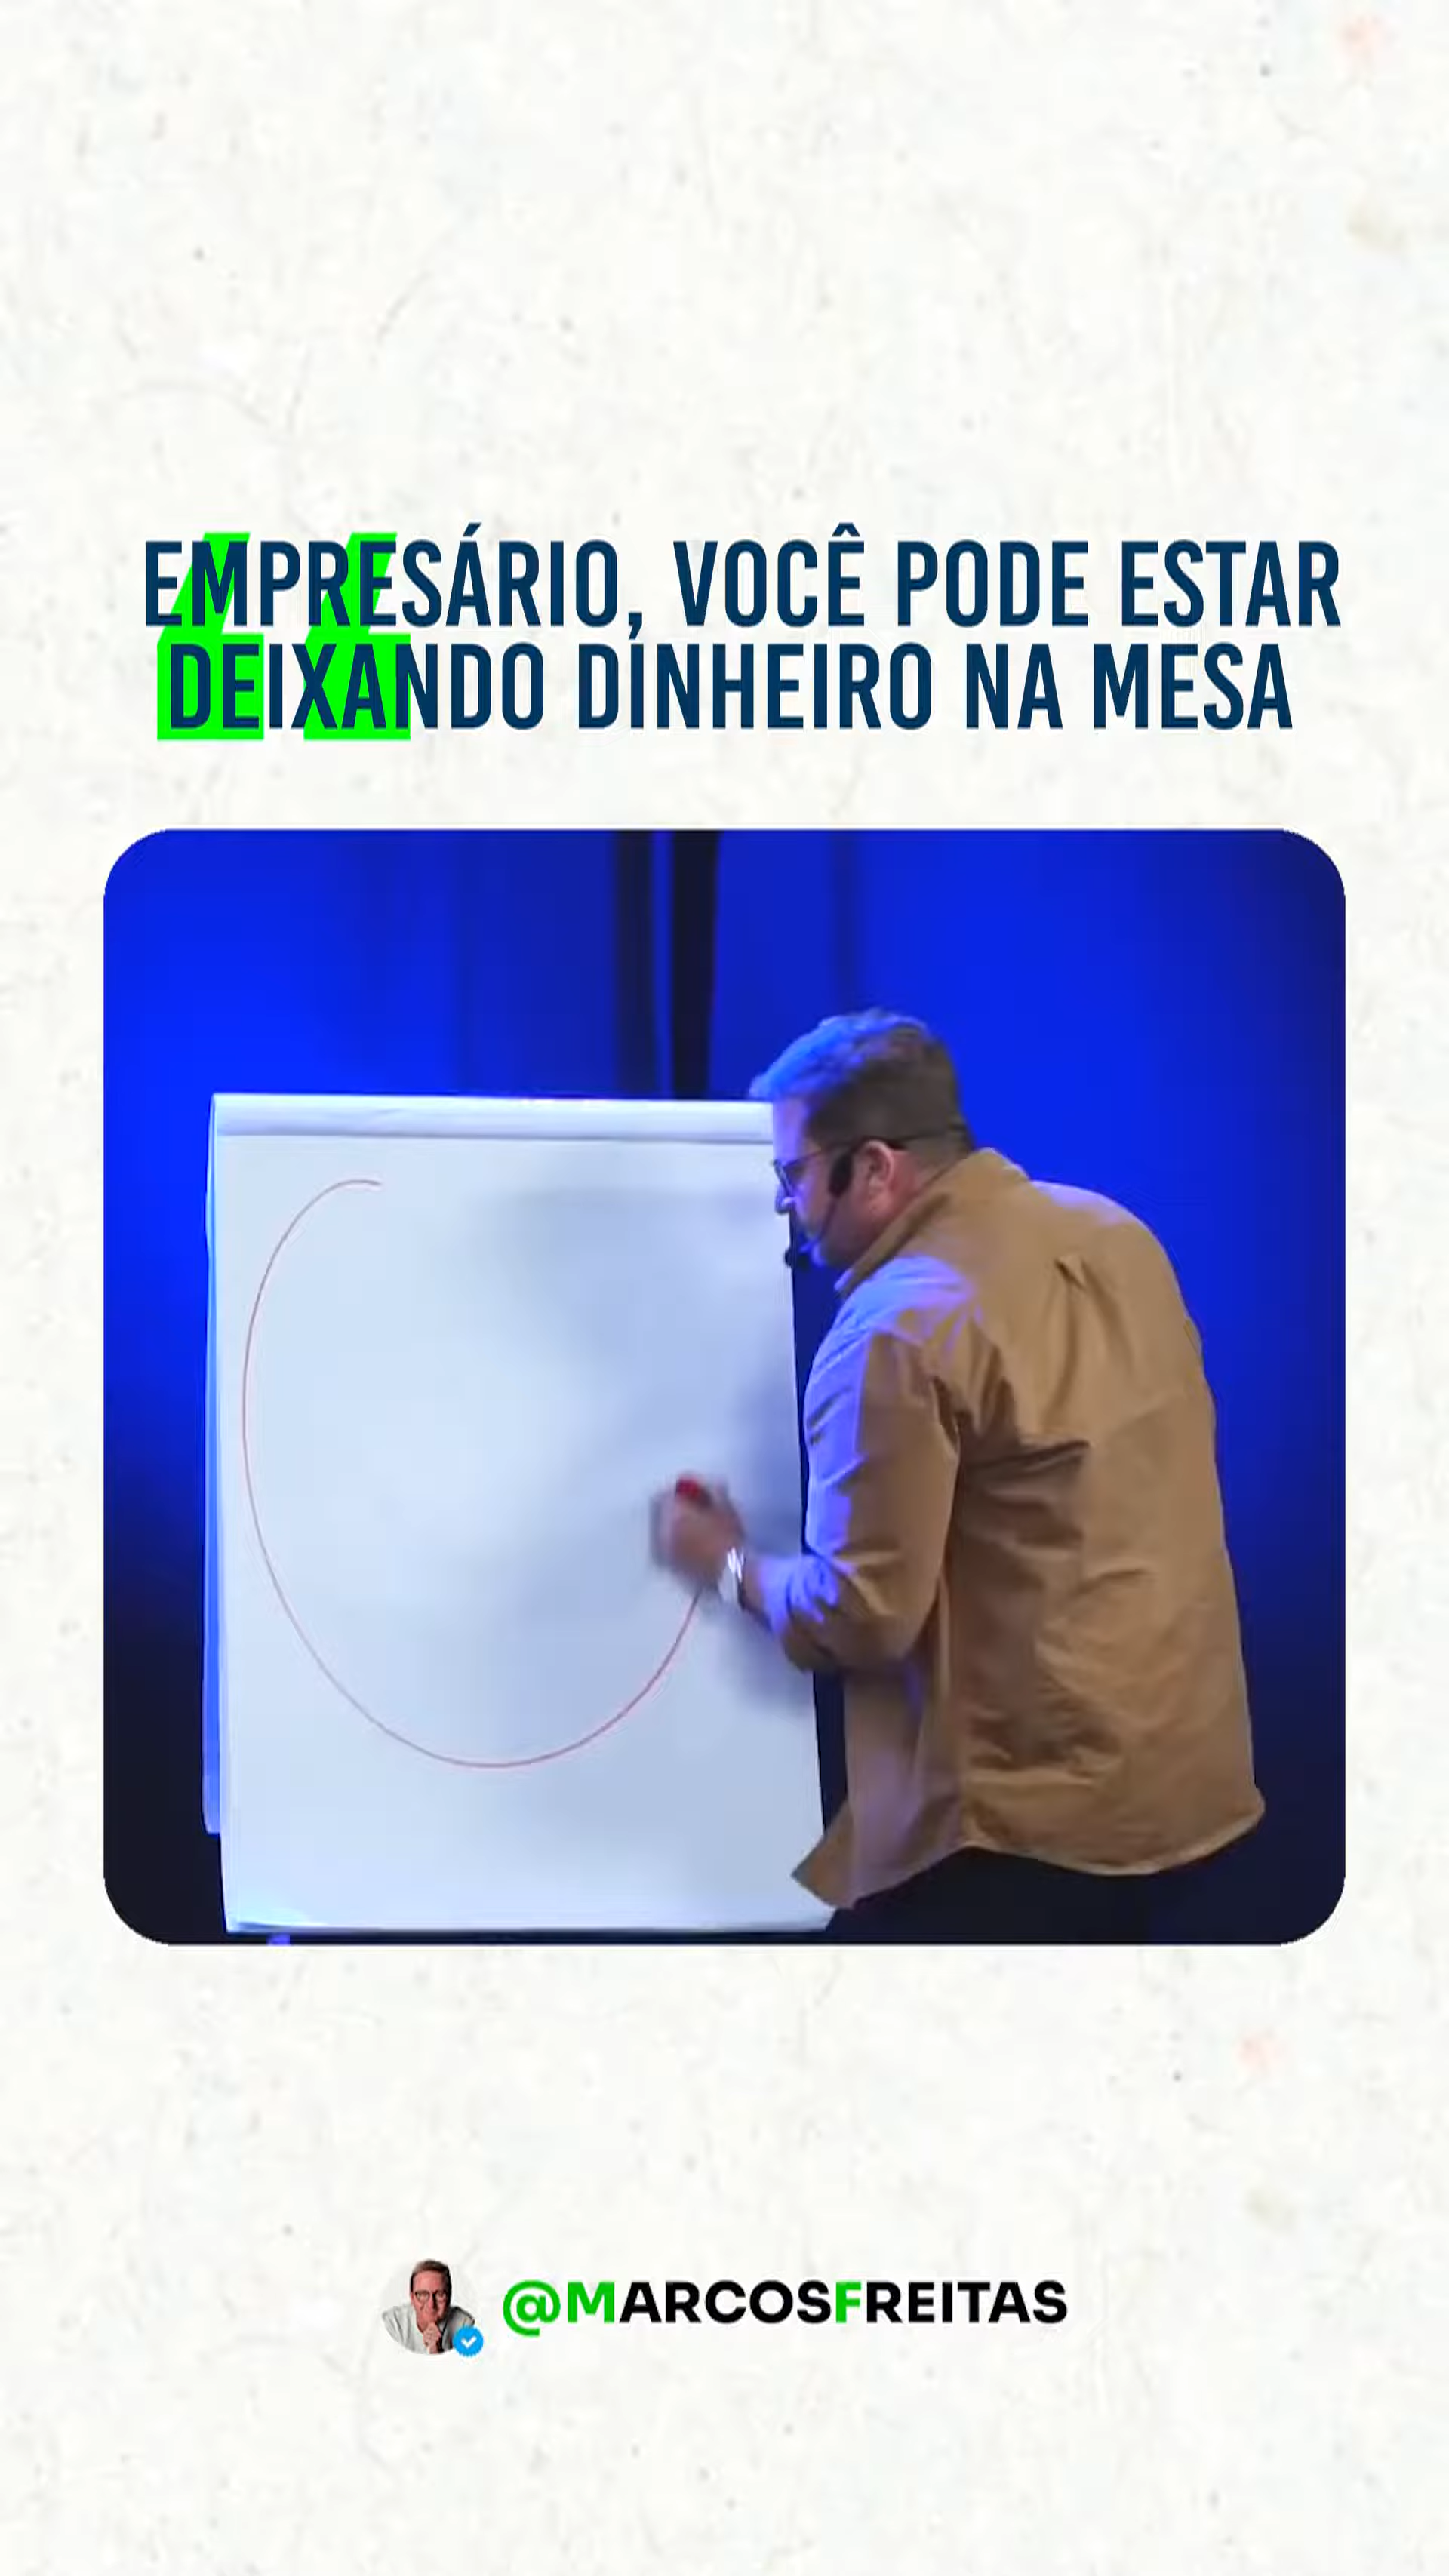 EMPRESÁRIO, VOCÊ PODE ESTAR
DEIXANDO DINHEIRO NA MESA
@MARCOSFREITAS